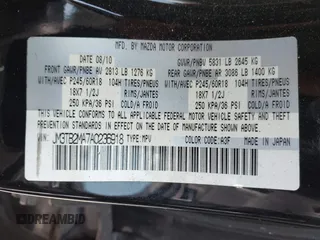 MFD. BY MAZDA MOTOR CORPORATION
DATE 08/10 GVWR/PNBV 5831 LB 2645 KG
FRONT GAWR/PNBE AV 2813 LB 1276 KG REAR GAWR/PNBE AR 3086 LB 1400 KG
WITH/AVEC P245/60R18 104H TIRES/PNEUS WITH/AVEC P245/60R18 104H TIRES/PNEUS
18X7 1/2J RIMS/JANTES 18X7 1/2J RIMS/JANTES
250 KPA/36 PSI COLD/A FROID 250 KPA/36 PSI COLD/A FROID
THIS VEHICLE CONFORMS TO ALL APPLICABLE FEDERAL MOTOR
VEHICLE SAFETY STANDARDS IN EFFECT ON THE DATE OF
MANUFACTURE SHOWN ABOVE.
JM3TB2MA7A0236918 TYPE:MPV COLOR CODE:A3F MADE IN JAPAN
DREAMBID